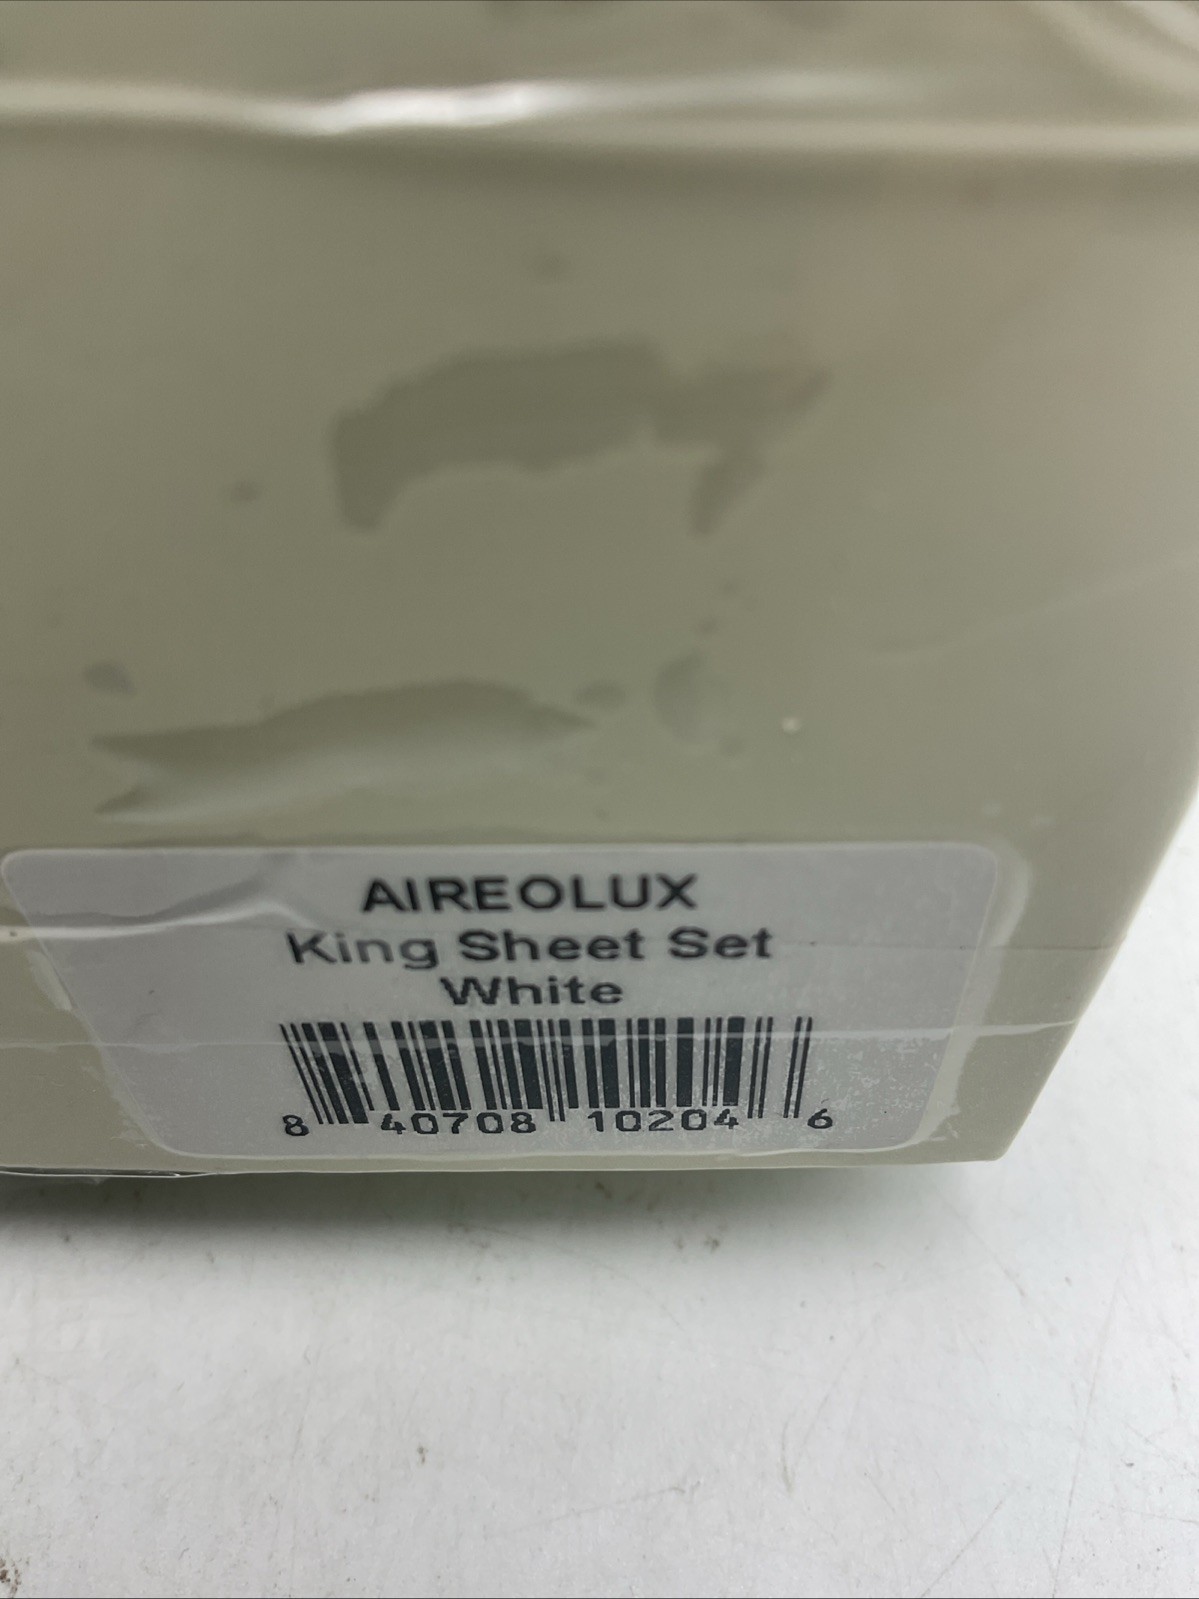 AIREOLUX
King Sheet Set
White
8 40708 10204 6